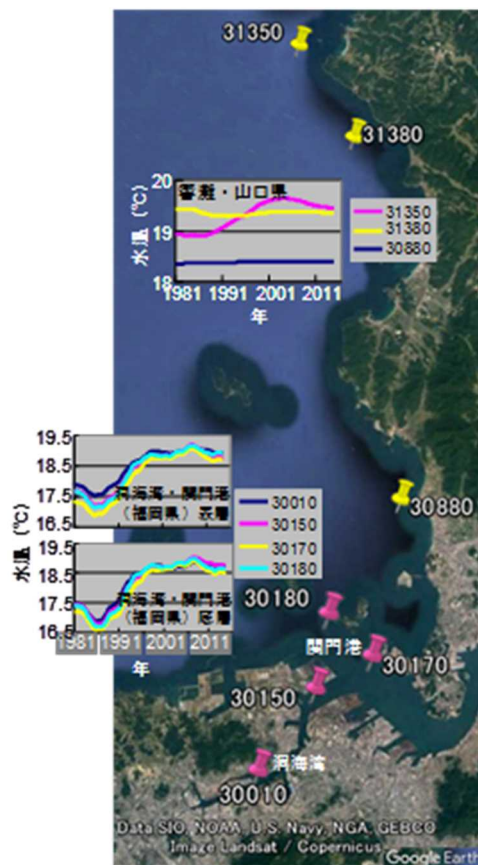 31350
31380
20
響灘・山口県
水温 (℃)
19
18
1981
1991
2001
2011
年
31350
31380
30880
30880
19.5
18.5
17.5
16.5
洞海湾・関門港
(福岡県) 表層
水温 (℃)
30010
30150
30170
30180
19.5
18.5
17.5
16.5
洞海湾・関門港
(福岡県) 底層
1981
1991
2001
2011
年
30180
関門港
30170
30150
洞海湾
30010
Data SIO, NOAA, U.S. Navy, NGA, GEBCO
Image Landsat / Copernicus
Google Earth